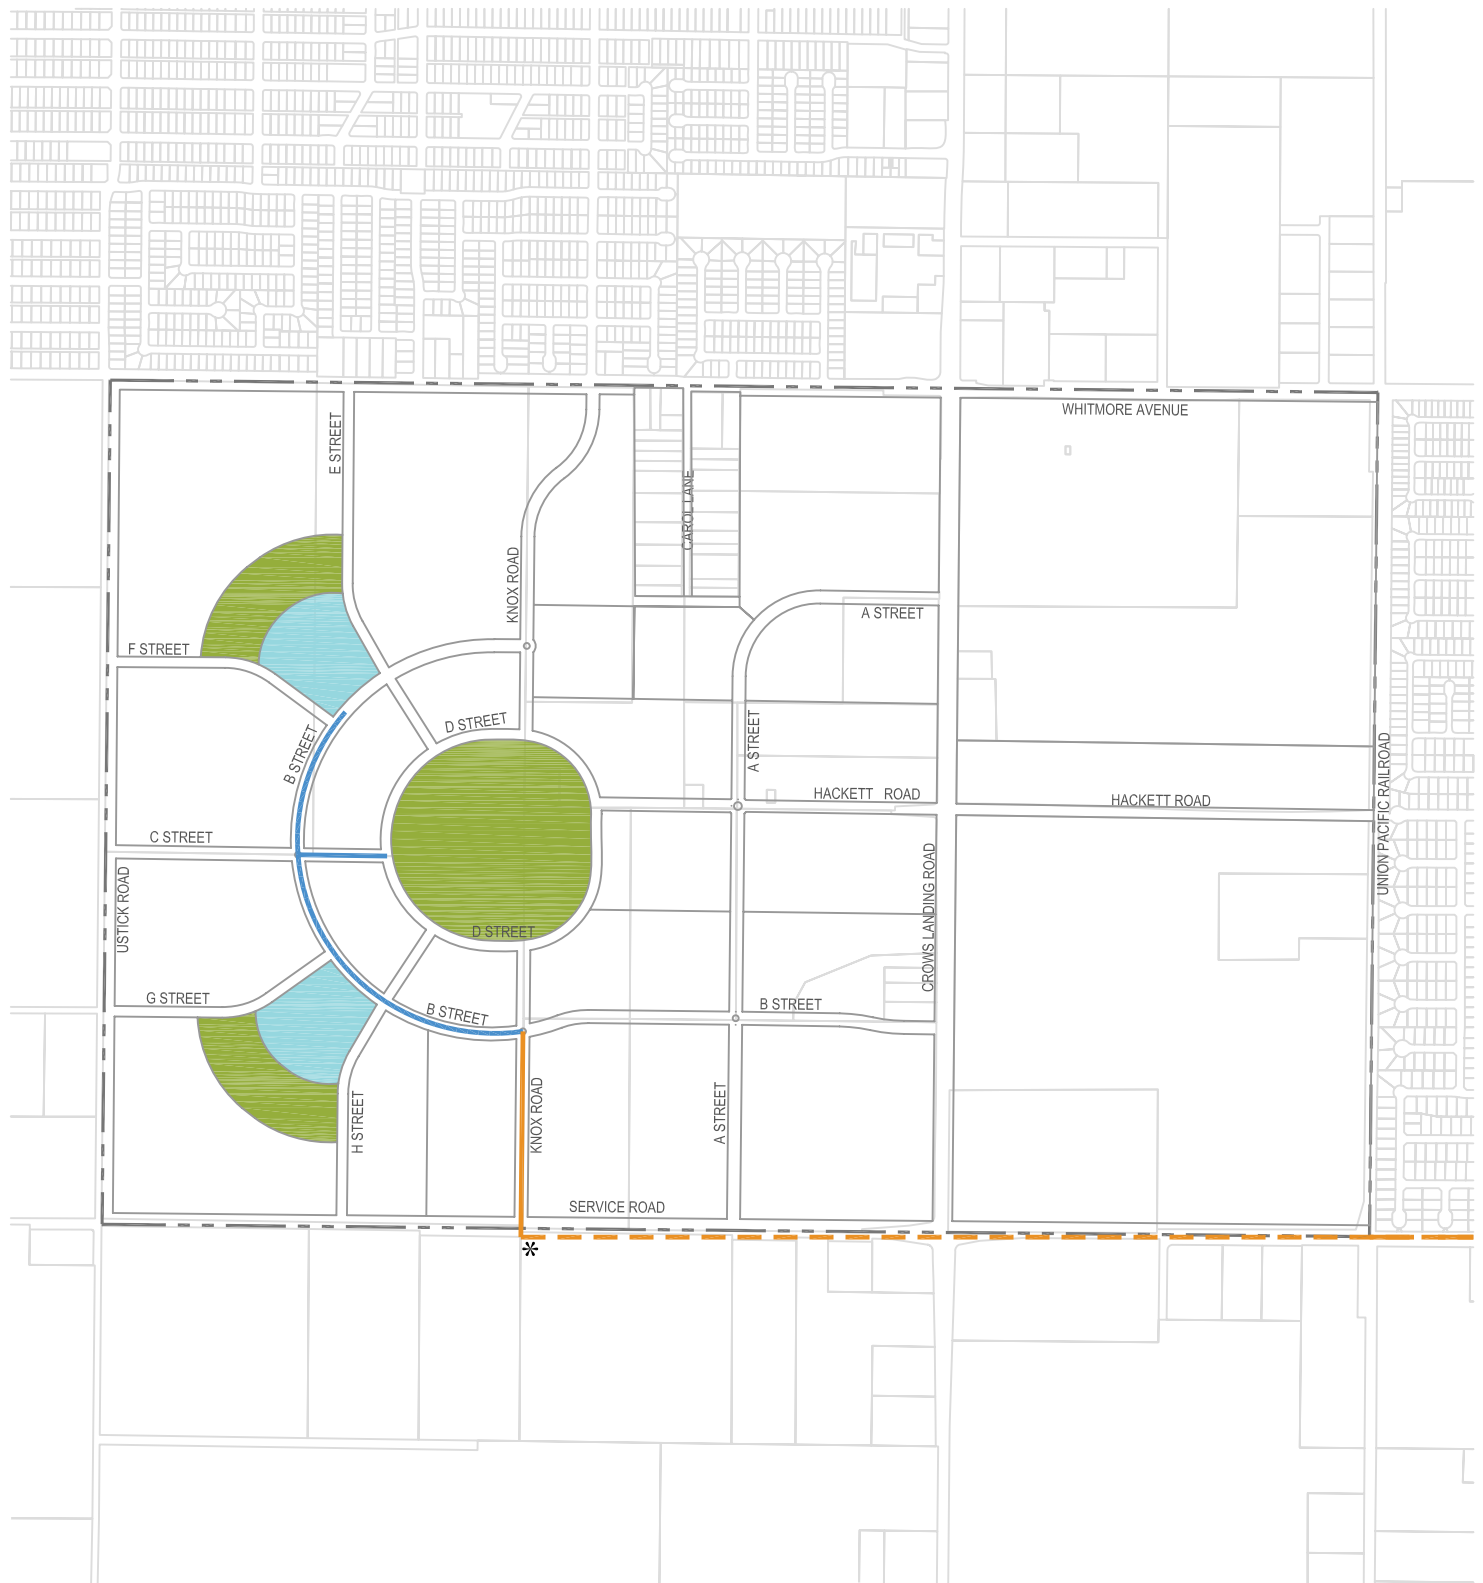 WHITMORE AVENUE
E STREET
CAROL LANE
KNOX ROAD
A STREET
F STREET
D STREET
B STREET
A STREET
UNION PACIFIC RAILROAD
HACKETT ROAD
HACKETT ROAD
C STREET
USTICK ROAD
CROWS LANDING ROAD
D STREET
G STREET
B STREET
B STREET
H STREET
KNOX ROAD
A STREET
SERVICE ROAD
*